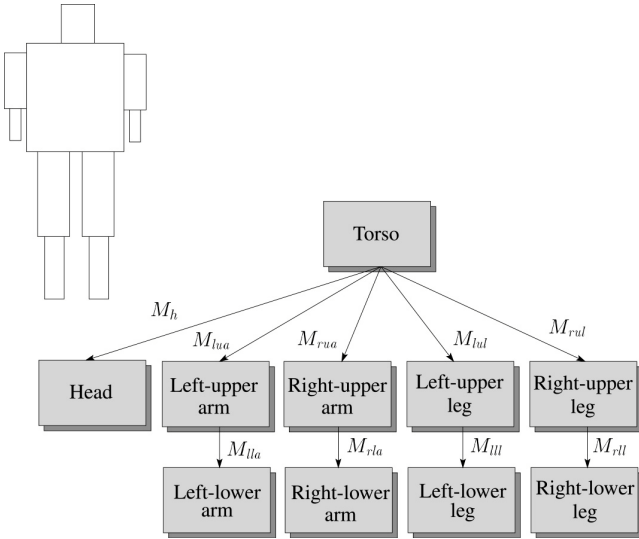 Torso
M_h
M_lua
M_rua
M_lul
M_rul
Head
Left-upper
arm
Right-upper
arm
Left-upper
leg
Right-upper
leg
M_lla
M_rla
M_lll
M_rll
Left-lower
arm
Right-lower
arm
Left-lower
leg
Right-lower
leg